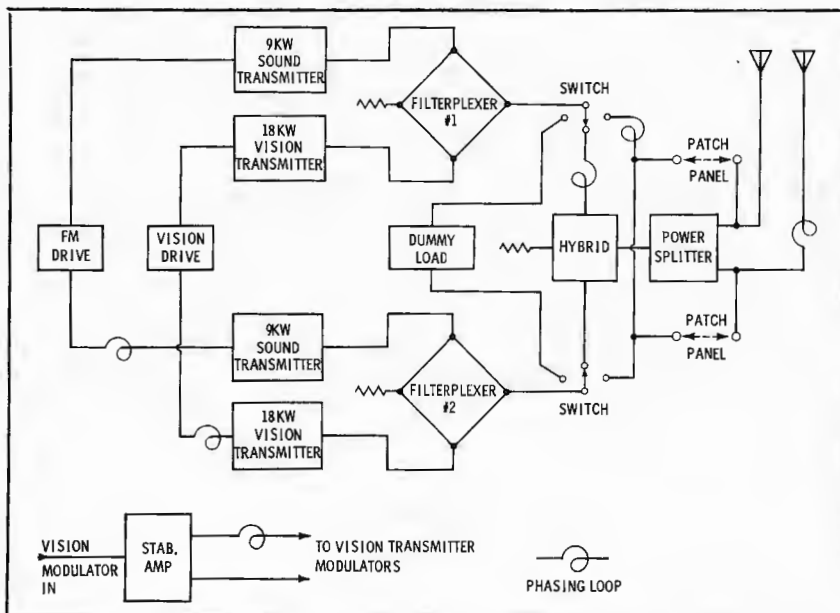 9KW
SOUND
TRANSMITTER
FILTERPLEXER
#1
SWITCH
18KW
VISION
TRANSMITTER
PATCH
PANEL
FM
DRIVE
VISION
DRIVE
DUMMY
LOAD
HYBRID
POWER
SPLITTER
9KW
SOUND
TRANSMITTER
PATCH
PANEL
FILTERPLEXER
#2
SWITCH
18KW
VISION
TRANSMITTER
VISION
MODULATOR
IN
STAB.
AMP
TO VISION TRANSMITTER
MODULATORS
PHASING LOOP